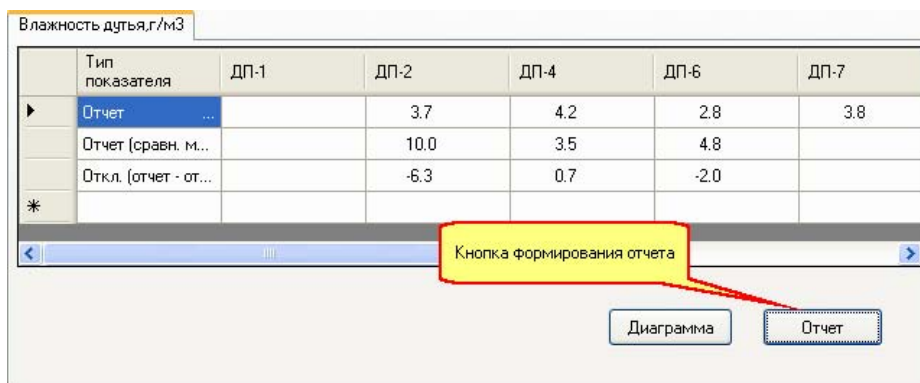 Влажность дутья,г/м3
Тип показателя ДП-1 ДП-2 ДП-4 ДП-6 ДП-7
Отчет ... 3.7 4.2 2.8 3.8
Отчет (сравн. м... 10.0 3.5 4.8
Откл. (отчет - от... -6.3 0.7 -2.0
Кнопка формирования отчета
Диаграмма Отчет